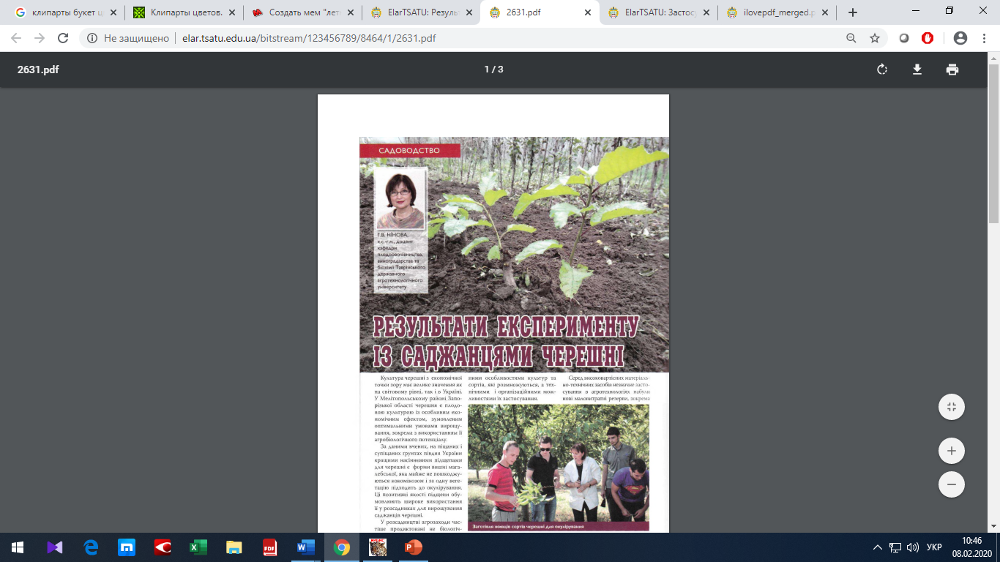 клипарты букет ц
Клипарты цветов.
Создать мем "летн
ElarTSATU: Результ
2631.pdf
ElarTSATU: Застосу
ilovepdf_merged.p
Не защищено
elar.tsatu.edu.ua/bitstream/123456789/8464/1/2631.pdf
2631.pdf
1 / 3
САДОВОДСТВО
Г.В. НІНОВА,
к.с.-г.н., доцент
кафедри
плодоовочівництва,
виноградарства та
біохімії Таврійського
державного
агротехнологічного
університету
РЕЗУЛЬТАТИ ЕКСПЕРИМЕНТУ
ІЗ САДЖАНЦЯМИ ЧЕРЕШНІ
Культура черешні з економічної
точки зору має велике значення як
на світовому рівні, так і в Україні.
У Мелітопольському районі Запо-
різької області черешня є плодо-
вою культурою із особливим еко-
номічним ефектом, зумовленим
оптимальними умовами вирощу-
вання, зокрема з використанням її
агробіологічного потенціалу.
За даними вчених, на піщаних і
супіщаних ґрунтах півдня України
кращими насіннєвими підщепами
для черешні є форми вишні мага-
лебської, яка майже не пошкоджу-
ються кокомікозом і за одну веге-
тацію підходить до окулірування.
Ці позитивні якості підщепи обу-
мовлюють широке використання
її у розсадниках для вирощування
саджанців черешні.
У розсадництві агрозаходи час-
тіше продиктовані не біологіч-
ними особливостями культур та
сортів, які розмножуються, а тех-
нічними і організаційними мож-
ливостями їх застосування.
Серед високовартісних матеріаль-
но-технічних засобів незначне засто-
сування в агротехнологіях набули
нові маловитратні резерви, зокрема
Заготівля живців сортів черешні для окулірування
УКР
10:46
08.02.2020